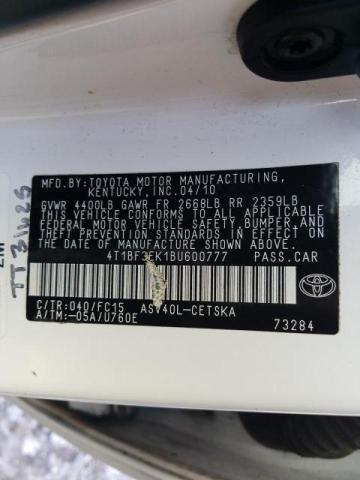 MFD.BY:TOYOTA MOTOR MANUFACTURING,
KENTUCKY, INC.04/10
GVWR 4400LB GAWR FR 2668LB RR 2359LB
THIS VEHICLE CONFORMS TO ALL APPLICABLE
FEDERAL MOTOR VEHICLE SAFETY, BUMPER, AND
THEFT PREVENTION STANDARDS IN EFFECT ON
THE DATE OF MANUFACTURE SHOWN ABOVE.
4T1BF3EK1BU600777 PASS.CAR
C/TR:040/FC15 ASV40L-CETSKA
A/TM:-05A/U760E
73284
TOYOTA